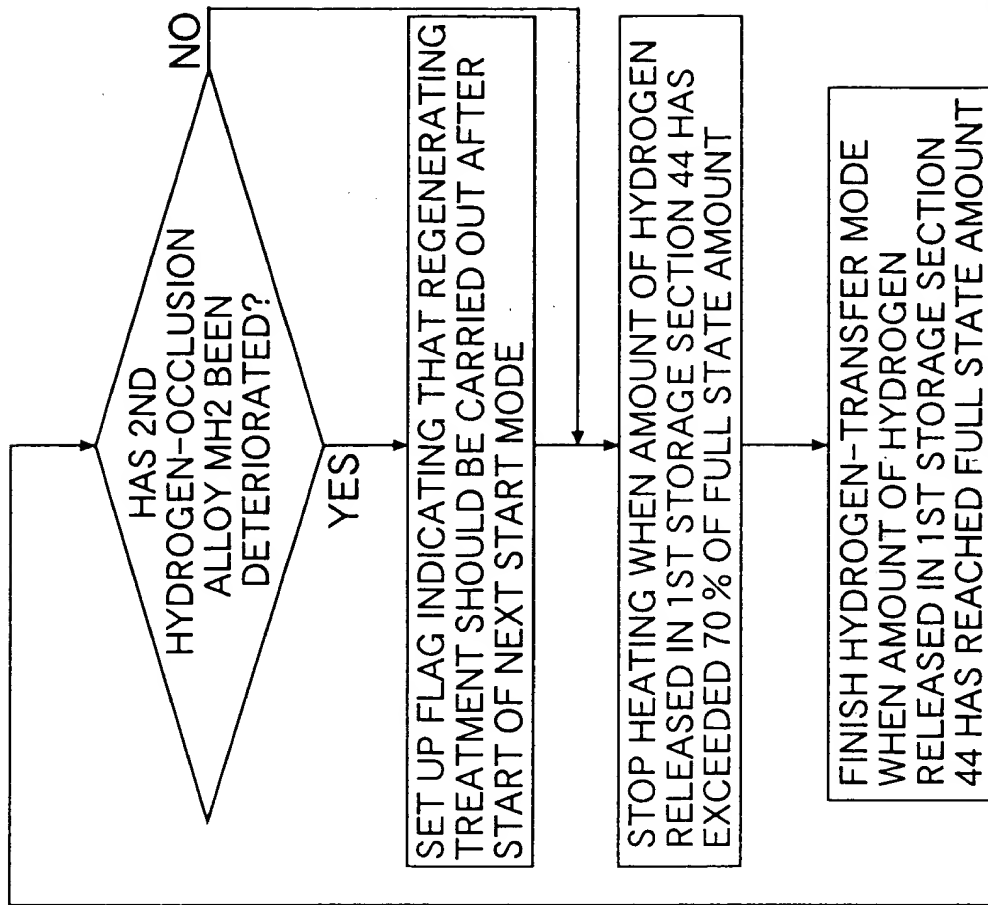 HAS 2ND
HYDROGEN-OCCLUSION
ALLOY MH2 BEEN
DETERIORATED?
NO
YES
SET UP FLAG INDICATING THAT REGENERATING
TREATMENT SHOULD BE CARRIED OUT AFTER
START OF NEXT START MODE
STOP HEATING WHEN AMOUNT OF HYDROGEN
RELEASED IN 1ST STORAGE SECTION 44 HAS
EXCEEDED 70% OF FULL STATE AMOUNT
FINISH HYDROGEN-TRANSFER MODE
WHEN AMOUNT OF HYDROGEN
RELEASED IN 1ST STORAGE SECTION
44 HAS REACHED FULL STATE AMOUNT